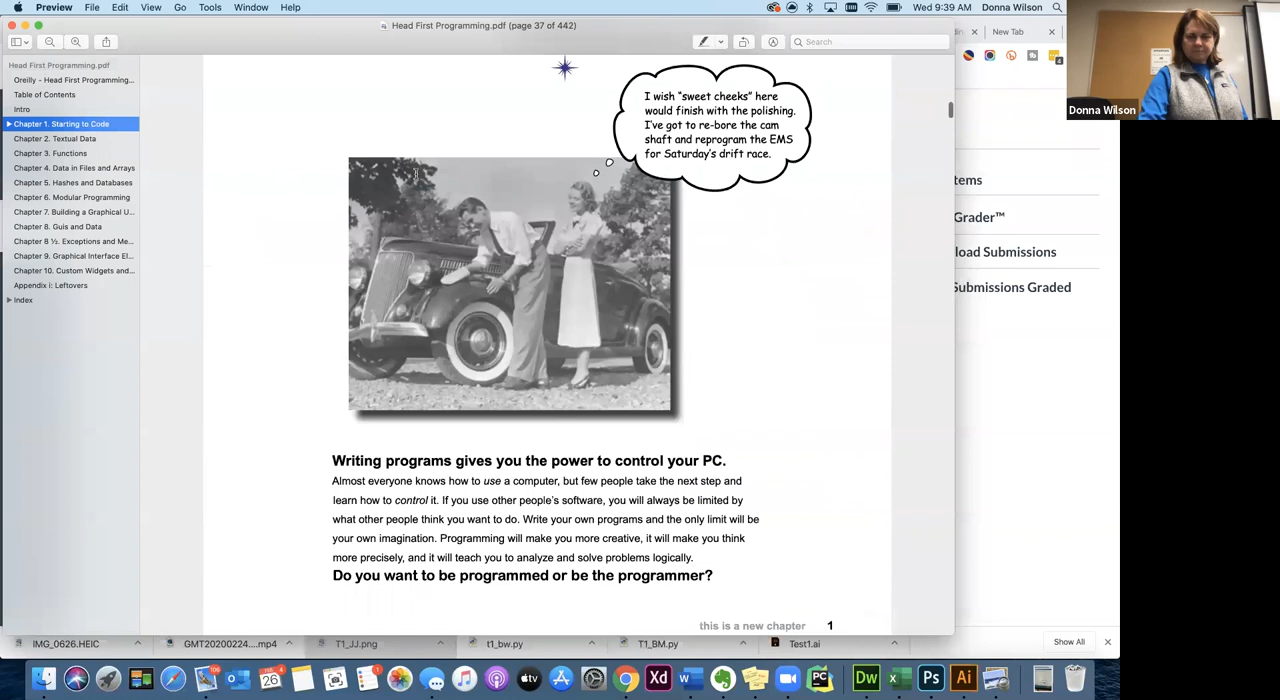 Preview File Edit View Go Tools Window Help
Wed 9:39 AM Donna Wilson
Head First Programming.pdf (page 37 of 442)
Search
New Tab
Head First Programming.pdf
Oreilly - Head First Programming...
Table of Contents
Intro
Chapter 1. Starting to Code
Chapter 2. Textual Data
Chapter 3. Functions
Chapter 4. Data in Files and Arrays
Chapter 5. Hashes and Databases
Chapter 6. Modular Programming
Chapter 7. Building a Graphical U...
Chapter 8. Guis and Data
Chapter 8 ½. Exceptions and Me...
Chapter 9. Graphical Interface El...
Chapter 10. Custom Widgets and...
Appendix i: Leftovers
Index
I wish “sweet cheeks” here
would finish with the polishing.
I’ve got to re-bore the cam
shaft and reprogram the EMS
for Saturday’s drift race.
Writing programs gives you the power to control your PC.
Almost everyone knows how to use a computer, but few people take the next step and
learn how to control it. If you use other people’s software, you will always be limited by
what other people think you want to do. Write your own programs and the only limit will be
your own imagination. Programming will make you more creative, it will make you think
more precisely, and it will teach you to analyze and solve problems logically.
Do you want to be programmed or be the programmer?
this is a new chapter 1
tems
Grader™
load Submissions
Submissions Graded
Donna Wilson
IMG_0626.HEIC
GMT20200224....mp4
T1_JJ.png
t1_bw.py
T1_BM.py
Test1.ai
Show All
26
tv
Xd
W
PC
Dw
X
Ps
Ai